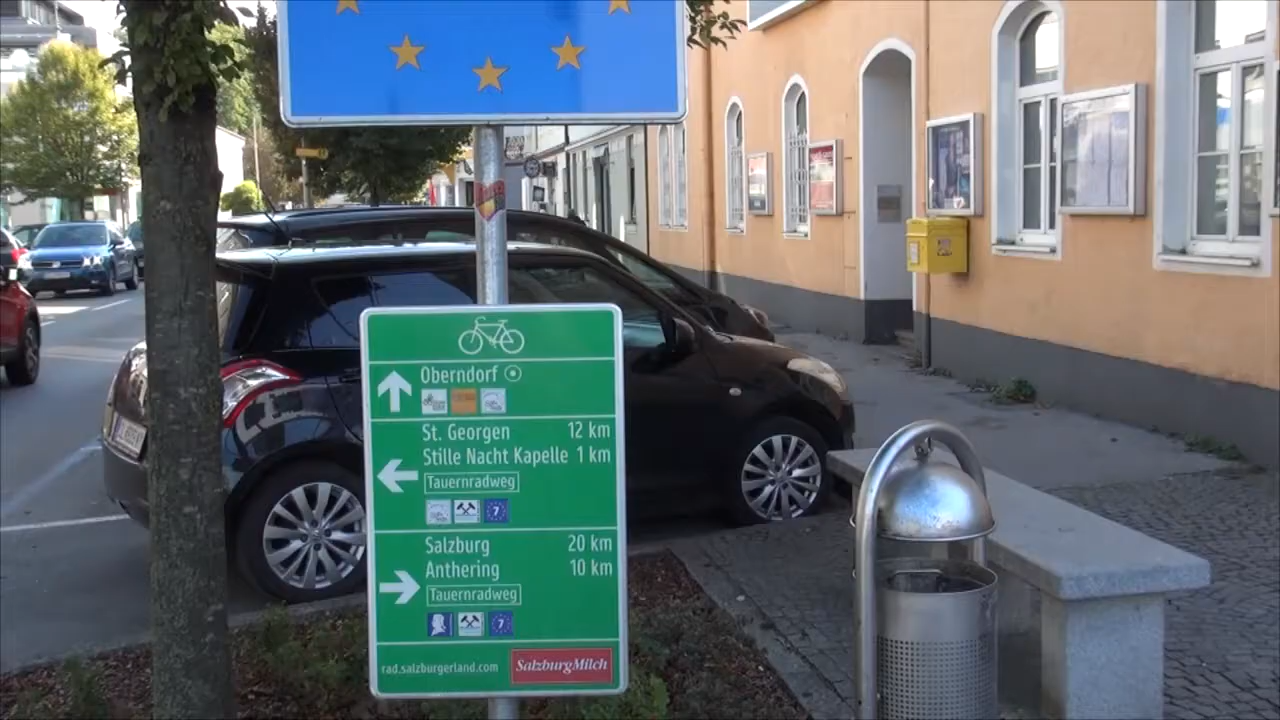 Oberndorf
St. Georgen 12 km
Stille Nacht Kapelle 1 km
Tauernradweg
7
Salzburg 20 km
Anthering 10 km
Tauernradweg
7
rad.salzburgerland.com
SalzburgMilch